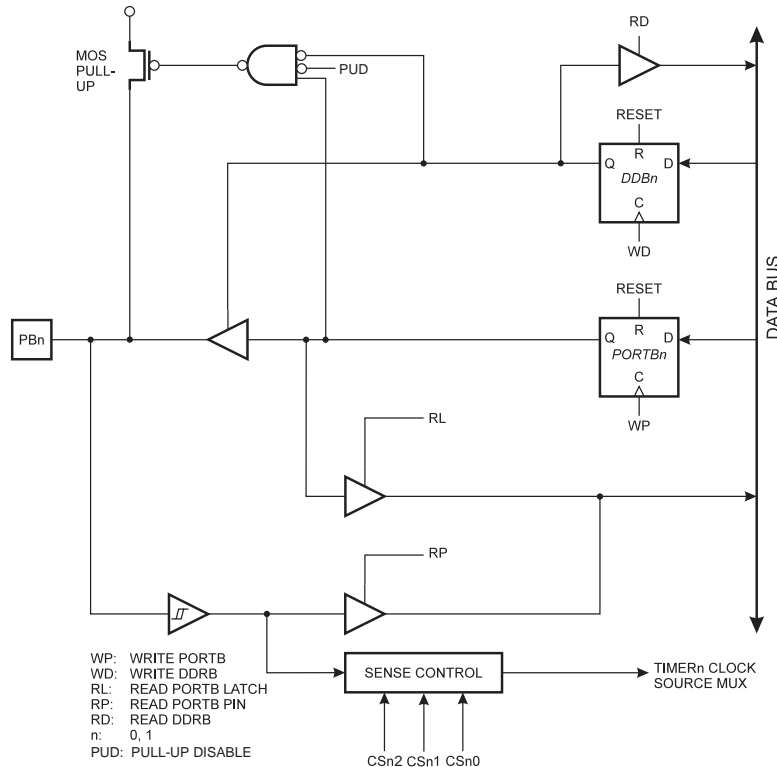 RD
MOS
PULL-
UP
PUD
RESET
R
Q
D
DDBn
C
WD
DATA BUS
RESET
R
PBn
Q
D
PORTBn
C
WP
RL
RP
WP: WRITE PORTB
WD: WRITE DDRB
RL: READ PORTB LATCH
RP: READ PORTB PIN
RD: READ DDRB
n: 0, 1
PUD: PULL-UP DISABLE
SENSE CONTROL
TIMERn CLOCK
SOURCE MUX
CSn2 CSn1 CSn0